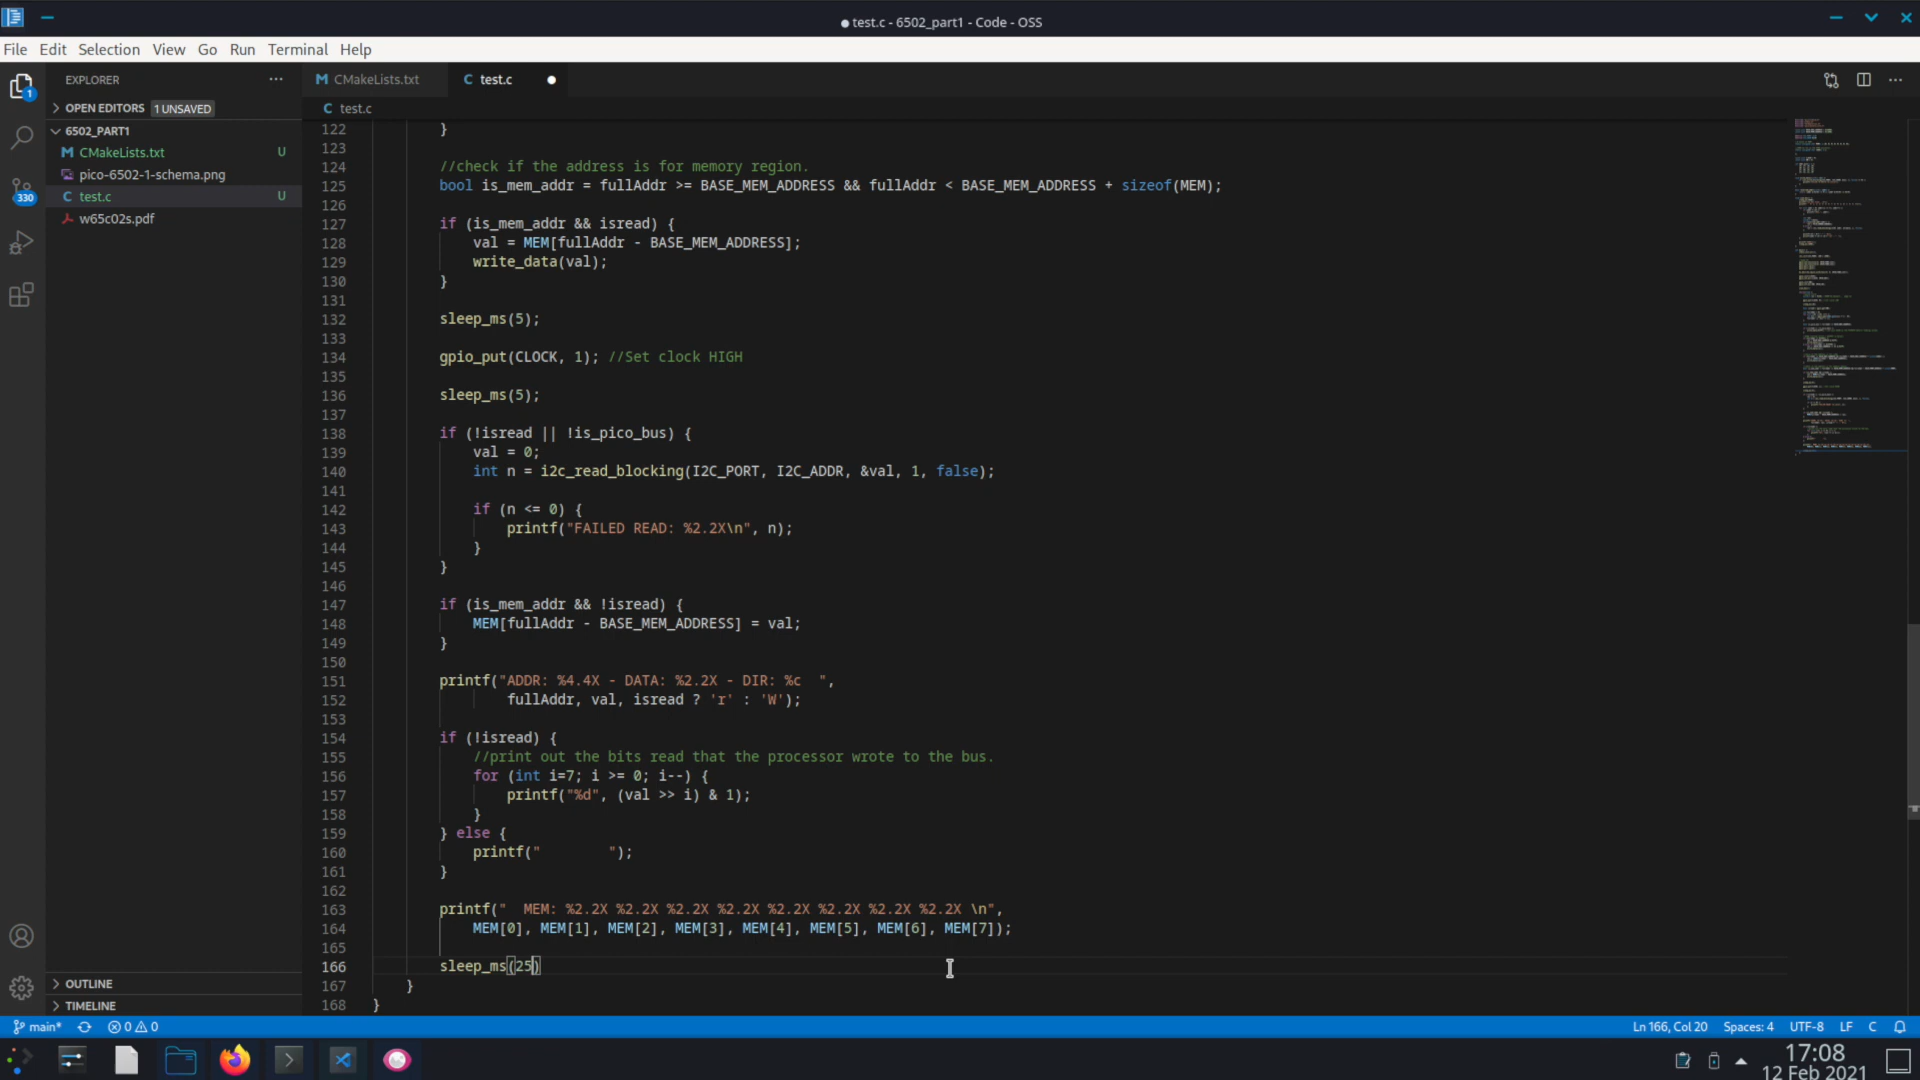 ● test.c - 6502_part1 - Code - OSS
File Edit Selection View Go Run Terminal Help
EXPLORER
OPEN EDITORS 1 UNSAVED
6502_PART1
M CMakeLists.txt U
pico-6502-1-schema.png
C test.c U
w65c02s.pdf
1
330
OUTLINE
TIMELINE
M CMakeLists.txt C test.c ●
C test.c
122 }
123
124 //check if the address is for memory region.
125 bool is_mem_addr = fullAddr >= BASE_MEM_ADDRESS && fullAddr < BASE_MEM_ADDRESS + sizeof(MEM);
126
127 if (is_mem_addr && isread) {
128 val = MEM[fullAddr - BASE_MEM_ADDRESS];
129 write_data(val);
130 }
131
132 sleep_ms(5);
133
134 gpio_put(CLOCK, 1); //Set clock HIGH
135
136 sleep_ms(5);
137
138 if (!isread || !is_pico_bus) {
139 val = 0;
140 int n = i2c_read_blocking(I2C_PORT, I2C_ADDR, &val, 1, false);
141
142 if (n <= 0) {
143 printf("FAILED READ: %2.2X\n", n);
144 }
145 }
146
147 if (is_mem_addr && !isread) {
148 MEM[fullAddr - BASE_MEM_ADDRESS] = val;
149 }
150
151 printf("ADDR: %4.4X - DATA: %2.2X - DIR: %c  ",
152 fullAddr, val, isread ? 'r' : 'W');
153
154 if (!isread) {
155 //print out the bits read that the processor wrote to the bus.
156 for (int i=7; i >= 0; i--) {
157 printf("%d", (val >> i) & 1);
158 }
159 } else {
160 printf("        ");
161 }
162
163 printf("  MEM: %2.2X %2.2X %2.2X %2.2X %2.2X %2.2X %2.2X %2.2X \n",
164 MEM[0], MEM[1], MEM[2], MEM[3], MEM[4], MEM[5], MEM[6], MEM[7]);
165
166 sleep_ms(25)
167 }
168 }
main* 0 0 Ln 166, Col 20 Spaces: 4 UTF-8 LF C
17:08
12 Feb 2021